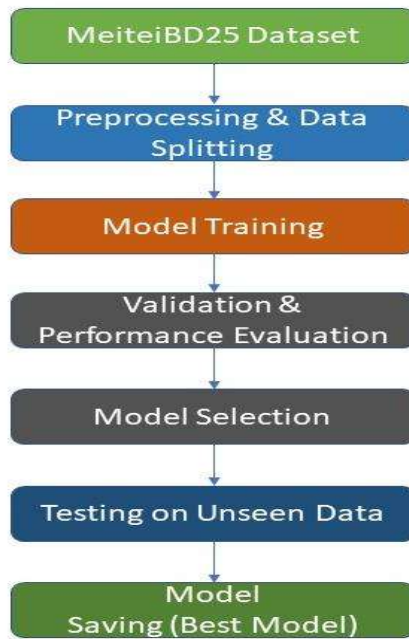 MeiteiBD25 Dataset
Preprocessing & Data
Splitting
Model Training
Validation &
Performance Evaluation
Model Selection
Testing on Unseen Data
Model
Saving (Best Model)